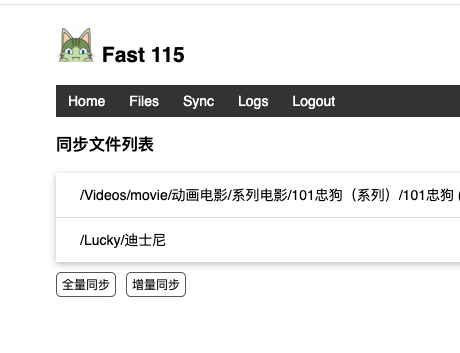 Fast 115
Home Files Sync Logs Logout
同步文件列表
/Videos/movie/动画电影/系列电影/101忠狗（系列）/101忠狗 (
/Lucky/迪士尼
全量同步 增量同步